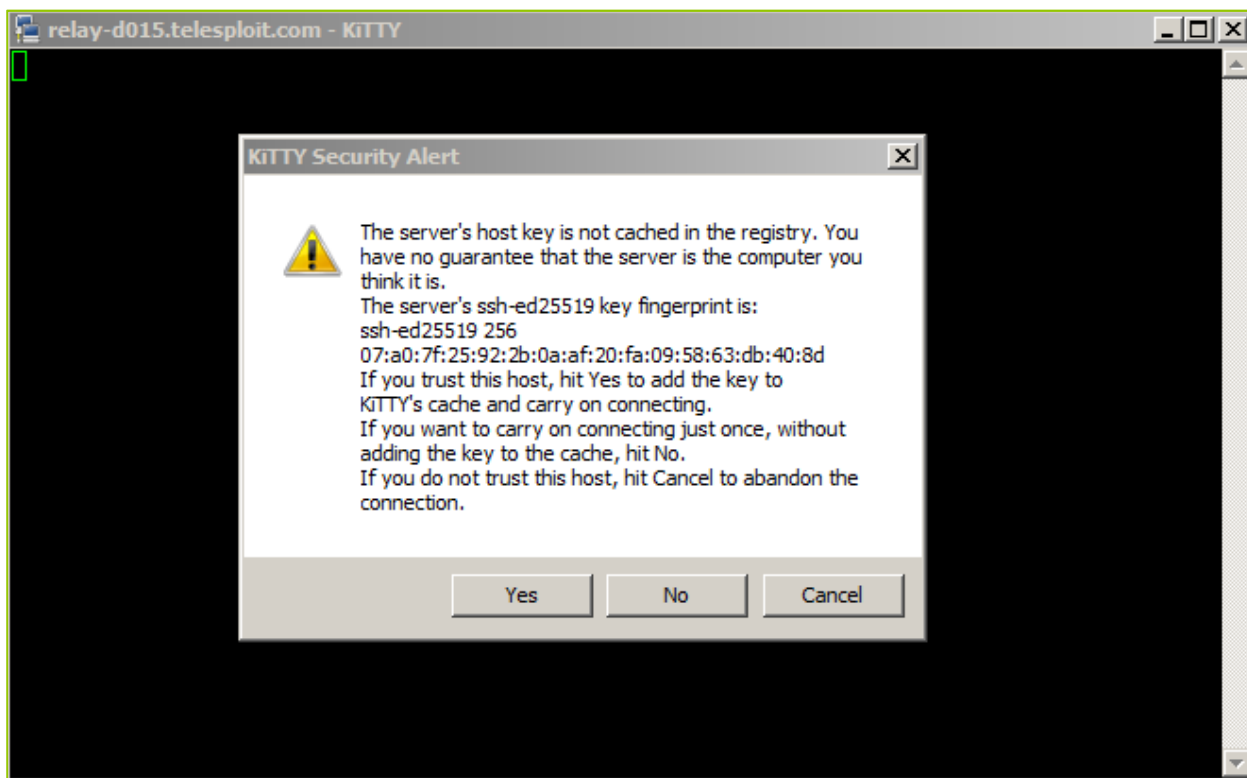 relay-d015.telesploit.com - KiTTY
KiTTY Security Alert
The server's host key is not cached in the registry. You
have no guarantee that the server is the computer you
think it is.
The server's ssh-ed25519 key fingerprint is:
ssh-ed25519 256
07:a0:7f:25:92:2b:0a:af:20:fa:09:58:63:db:40:8d
If you trust this host, hit Yes to add the key to
KiTTY's cache and carry on connecting.
If you want to carry on connecting just once, without
adding the key to the cache, hit No.
If you do not trust this host, hit Cancel to abandon the
connection.
Yes No Cancel